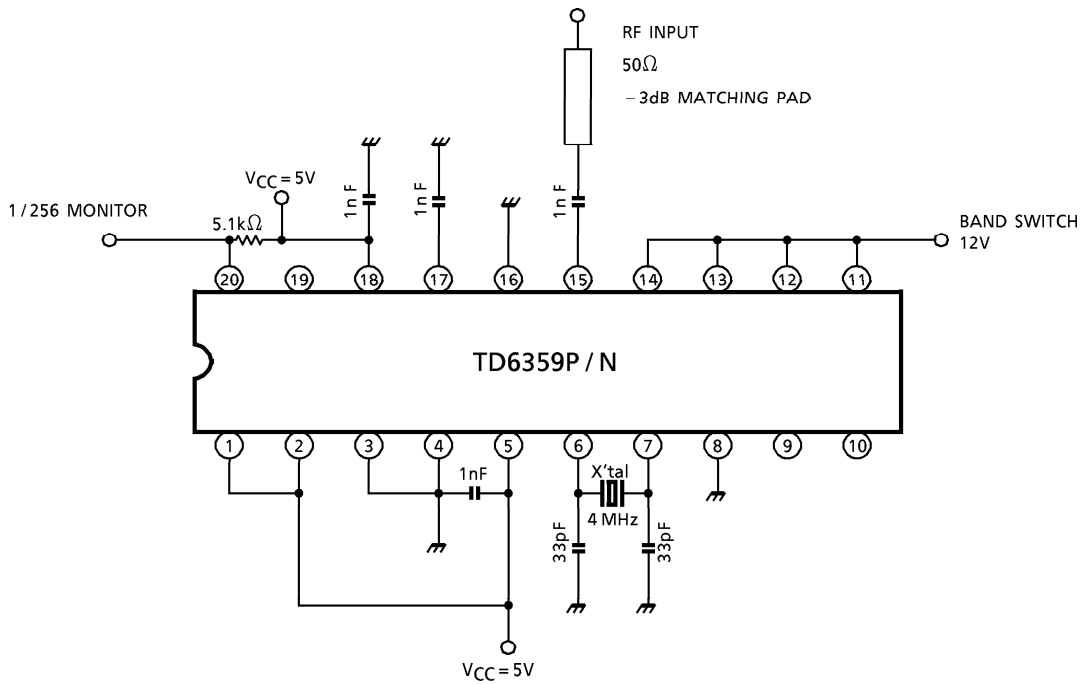 RF INPUT
50Ω
－3dB MATCHING PAD
VCC = 5V
1nF
1nF
1nF
1/256 MONITOR
5.1kΩ
BAND SWITCH
12V
20
19
18
17
16
15
14
13
12
11
TD6359P / N
1
2
3
4
5
6
7
8
9
10
1nF
X'tal
4 MHz
33pF
33pF
VCC = 5V